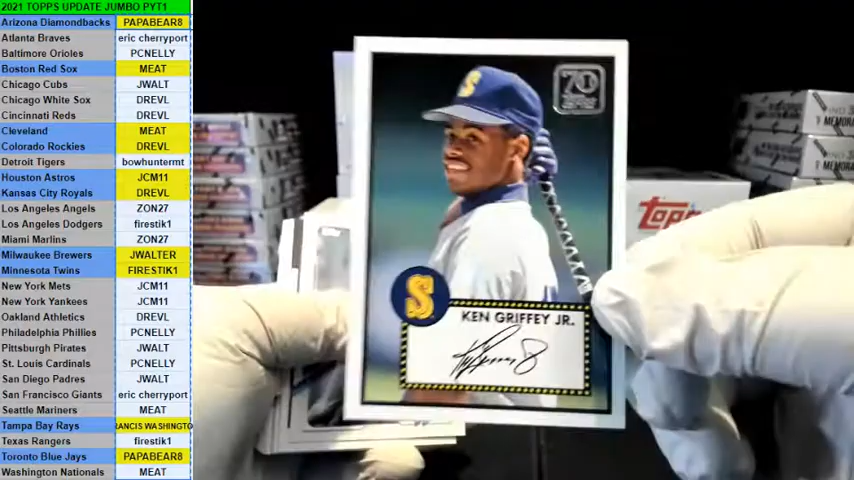 2021 TOPPS UPDATE JUMBO PYT1
Arizona Diamondbacks PAPABEAR8
Atlanta Braves eric cherryport
Baltimore Orioles PCNELLY
Boston Red Sox MEAT
Chicago Cubs JWALT
Chicago White Sox DREVL
Cincinnati Reds DREVL
Cleveland MEAT
Colorado Rockies DREVL
Detroit Tigers bowhuntermt
Houston Astros JCM11
Kansas City Royals DREVL
Los Angeles Angels ZON27
Los Angeles Dodgers firestik1
Miami Marlins ZON27
Milwaukee Brewers JWALTER
Minnesota Twins FIRESTIK1
New York Mets JCM11
New York Yankees JCM11
Oakland Athletics DREVL
Philadelphia Phillies PCNELLY
Pittsburgh Pirates JWALT
St. Louis Cardinals PCNELLY
San Diego Padres JWALT
San Francisco Giants eric cherryport
Seattle Mariners MEAT
Tampa Bay Rays RANCIS WASHINGTO
Texas Rangers firestik1
Toronto Blue Jays PAPABEAR8
Washington Nationals MEAT
S
70
Topps
S
KEN GRIFFEY JR.
Topps